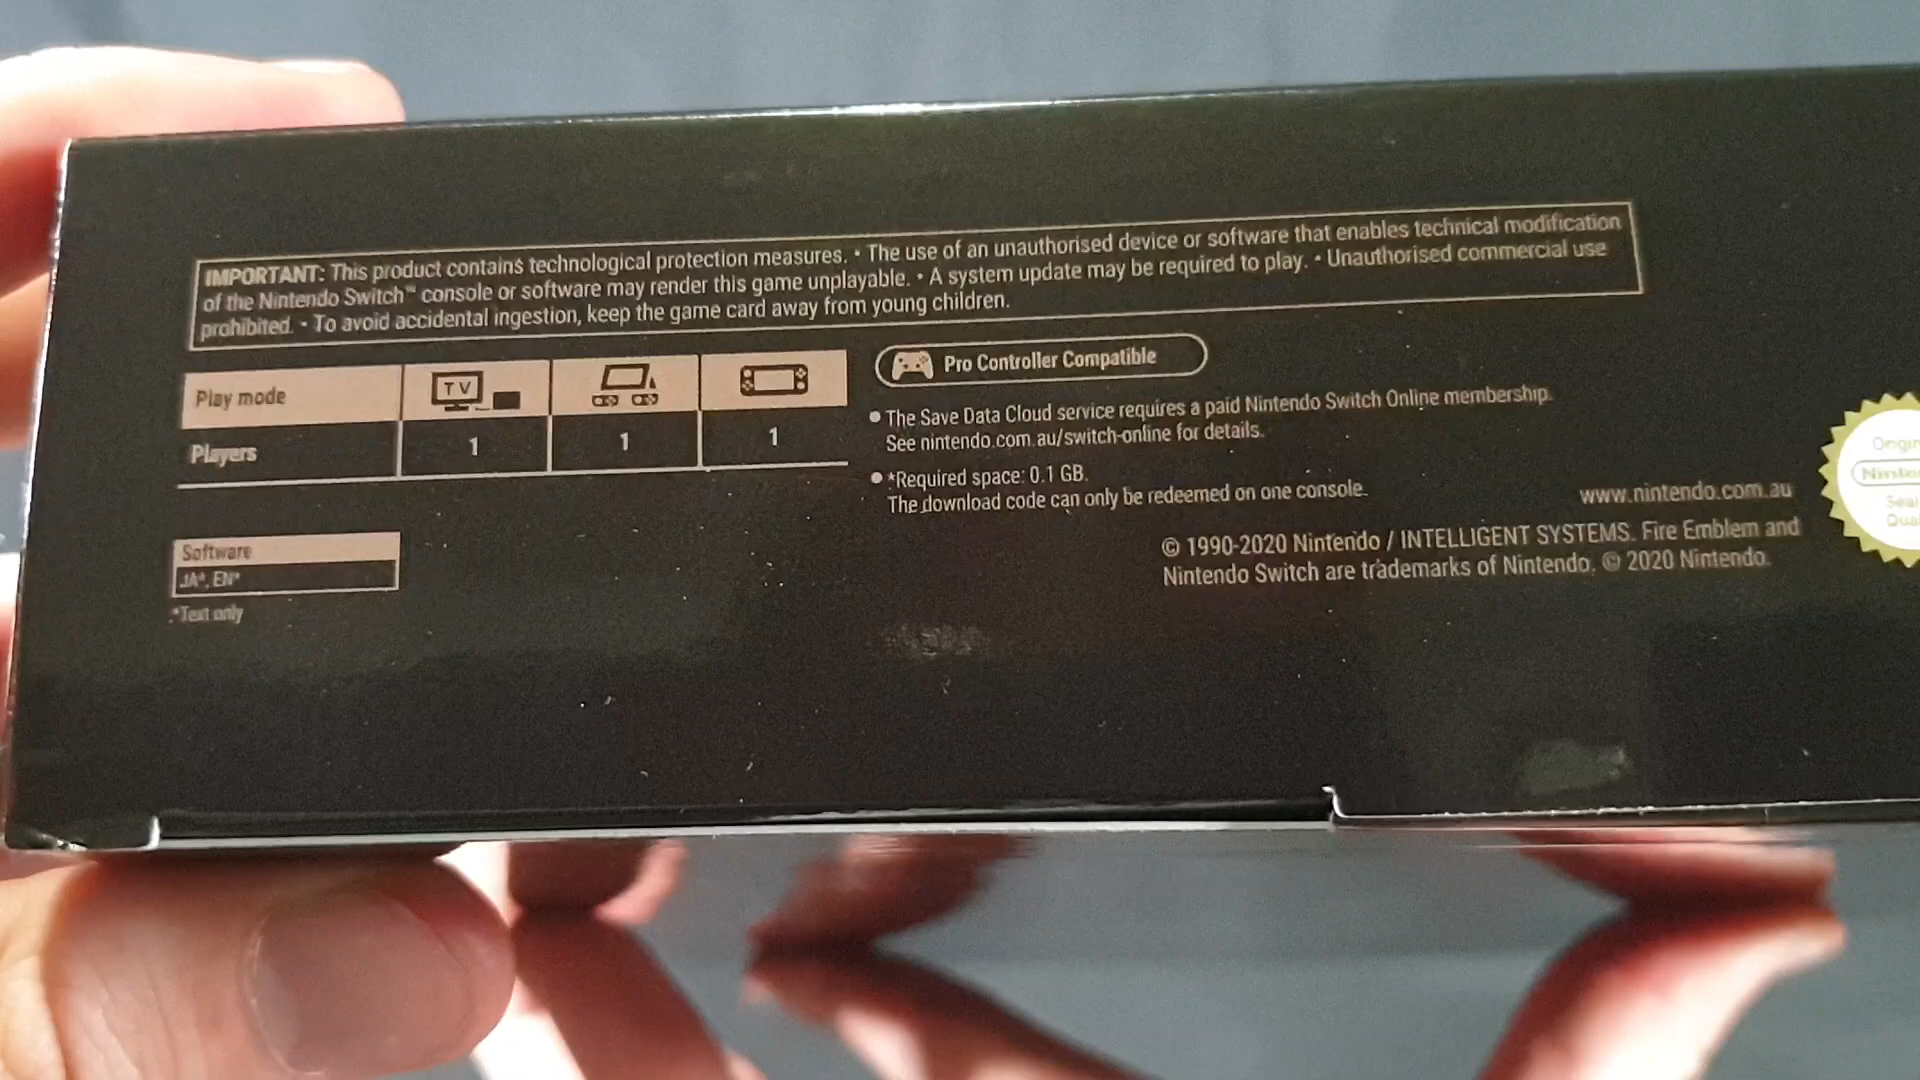 IMPORTANT: This product contains technological protection measures. • The use of an unauthorised device or software that enables technical modification
of the Nintendo Switch™ console or software may render this game unplayable. • A system update may be required to play. • Unauthorised commercial use
prohibited. • To avoid accidental ingestion, keep the game card away from young children.
Play mode TV
Players 1 1 1
Pro Controller Compatible
• The Save Data Cloud service requires a paid Nintendo Switch Online membership.
See nintendo.com.au/switch-online for details.
• *Required space: 0.1 GB.
The download code can only be redeemed on one console.
www.nintendo.com.au
© 1990-2020 Nintendo / INTELLIGENT SYSTEMS. Fire Emblem and
Nintendo Switch are trademarks of Nintendo. © 2020 Nintendo.
Software
JA*, EN*
*Text only